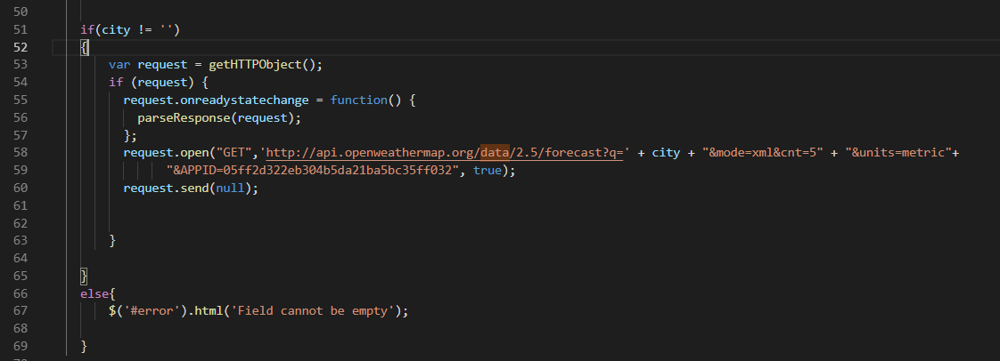 50
51 if(city != '')
52 {
53 var request = getHTTPObject();
54 if (request) {
55 request.onreadystatechange = function() {
56 parseResponse(request);
57 };
58 request.open("GET",'http://api.openweathermap.org/data/2.5/forecast?q=' + city + "&mode=xml&cnt=5" + "&units=metric"+
59 "&APPID=05ff2d322eb304b5da21ba5bc35ff032", true);
60 request.send(null);
61
62
63 }
64
65 }
66 else{
67 $('#error').html('Field cannot be empty');
68
69 }